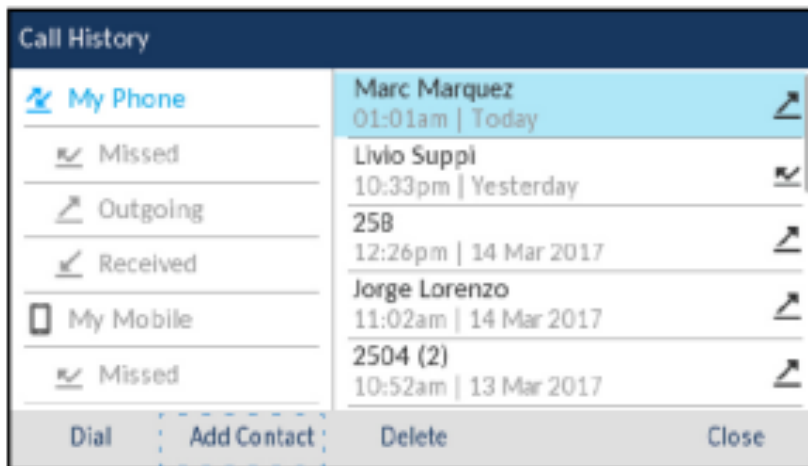 Call History
My Phone
Missed
Outgoing
Received
My Mobile
Missed
Marc Marquez
01:01am | Today
Livio Suppi
10:33pm | Yesterday
258
12:26pm | 14 Mar 2017
Jorge Lorenzo
11:02am | 14 Mar 2017
2504 (2)
10:52am | 13 Mar 2017
Dial Add Contact Delete Close